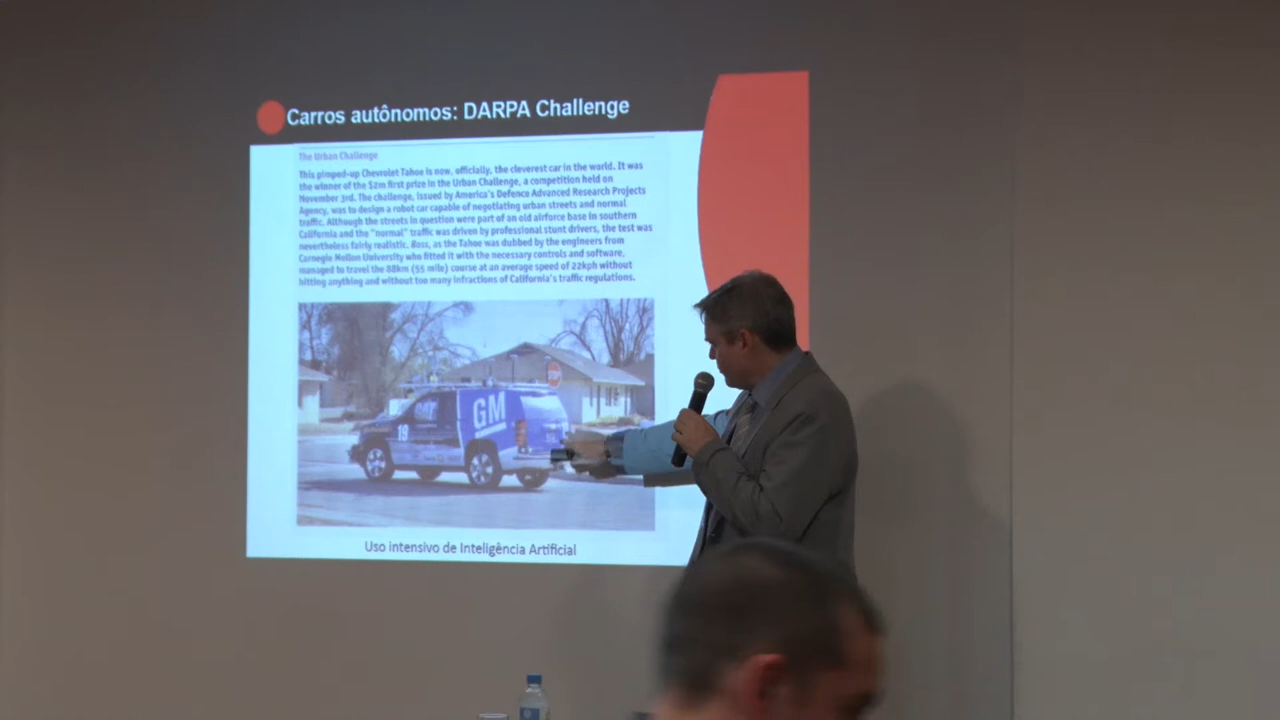 Carros autônomos: DARPA Challenge
The Urban Challenge
This pimped-up Chevrolet Tahoe is now, officially, the cleverest car in the world. It was
the winner of the $2m first prize in the Urban Challenge, a competition held on
November 3rd. The challenge, issued by America's Defence Advanced Research Projects
Agency, was to design a robot car capable of negotiating urban streets and normal
traffic. Although the streets in question were part of an old airforce base in southern
California and the "normal" traffic was driven by professional stunt drivers, the test was
nevertheless fairly realistic. Boss, as the Tahoe was dubbed by the engineers from
Carnegie Mellon University who fitted it with the necessary controls and software,
managed to travel the 88km (55 mile) course at an average speed of 22kph without
hitting anything and without too many infractions of California's traffic regulations.
GM
19
Uso intensivo de Inteligência Artificial